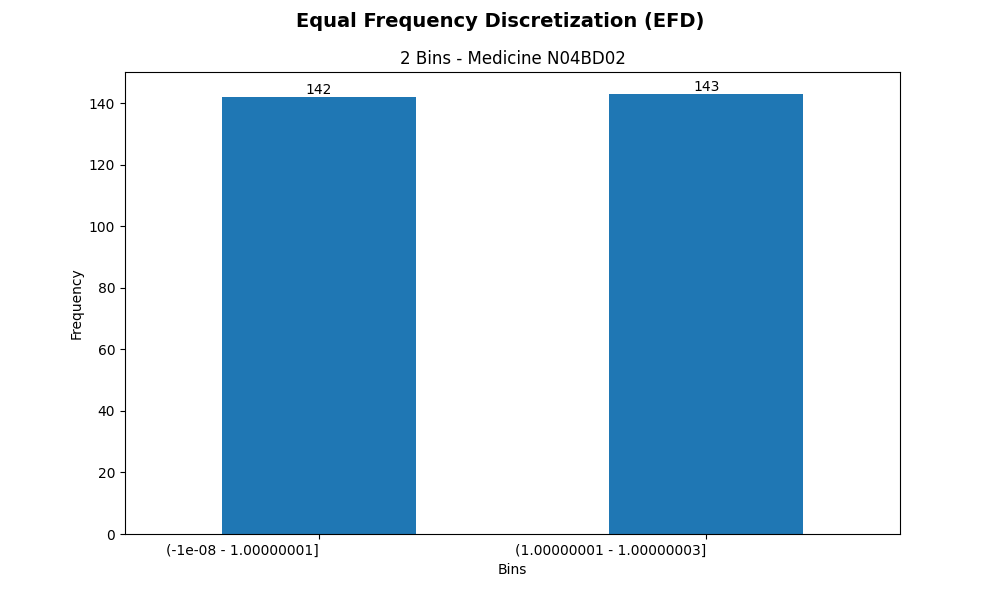 Equal Frequency Discretization (EFD)
2 Bins - Medicine N04BD02
142
143
140
120
100
80
60
40
20
0
Frequency
(-1e-08 - 1.00000001]
(1.00000001 - 1.00000003]
Bins